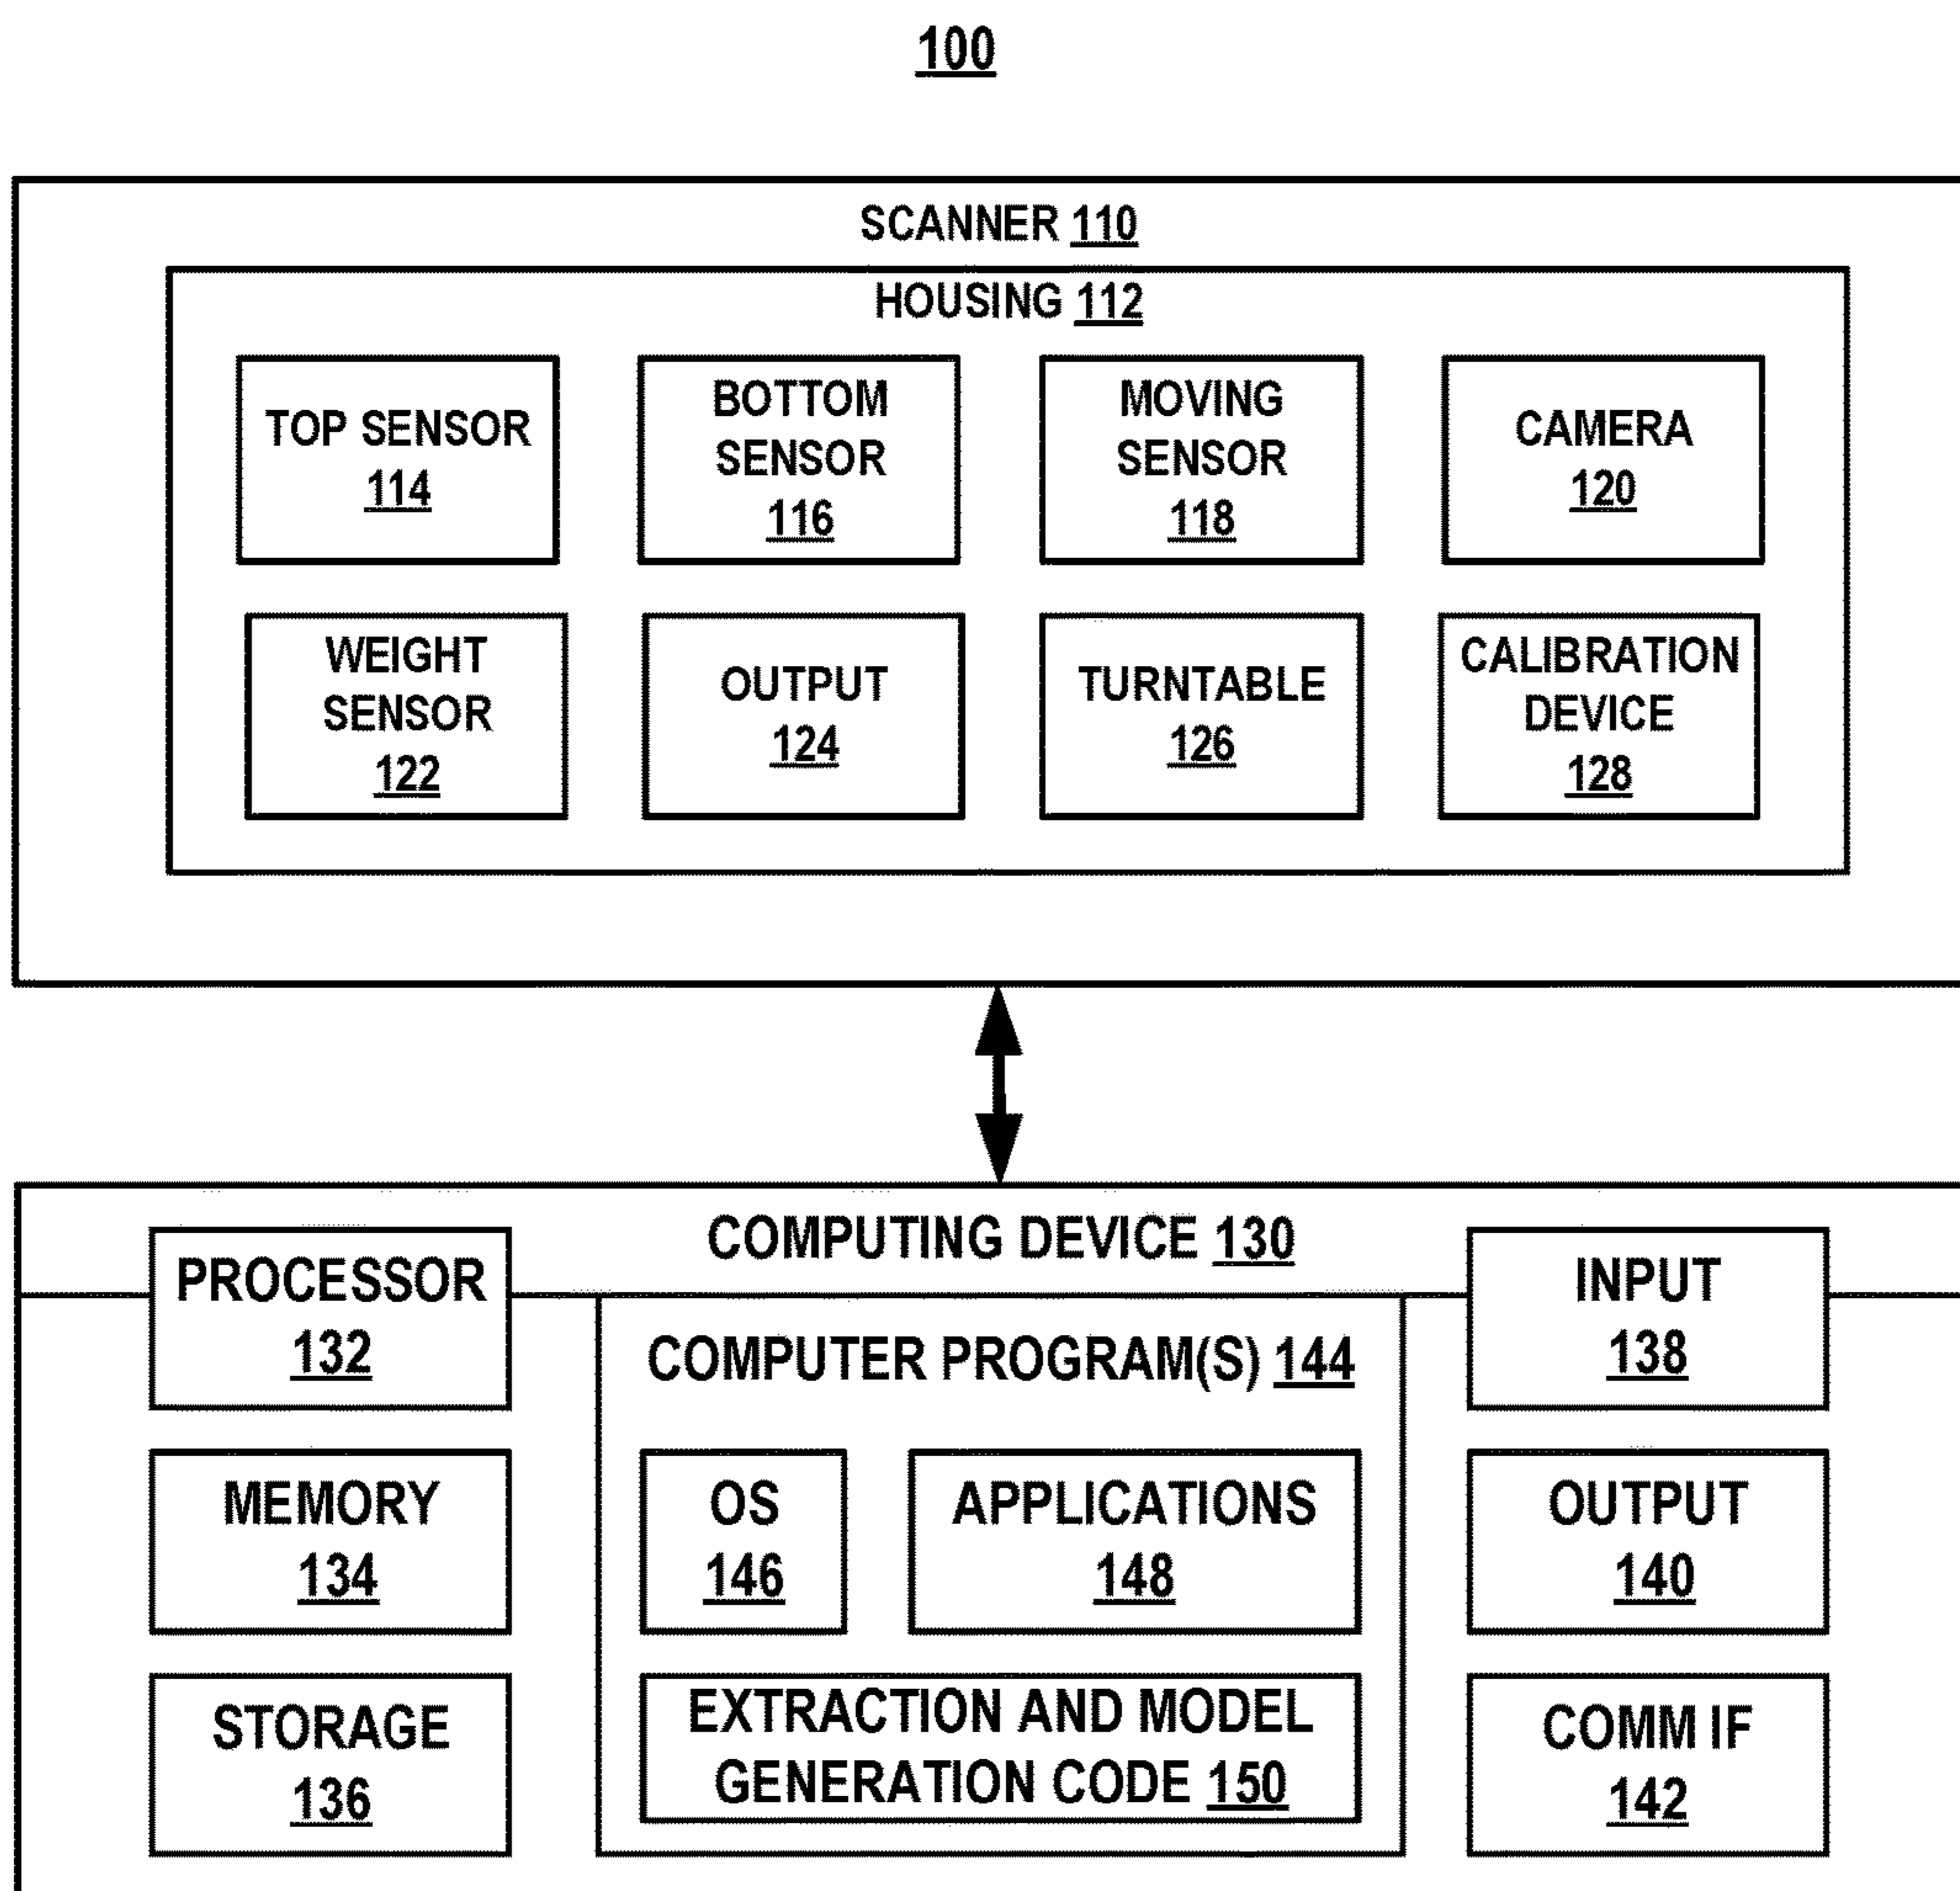 100
SCANNER 110
HOUSING 112
TOP SENSOR
114
BOTTOM
SENSOR
116
MOVING
SENSOR
118
CAMERA
120
WEIGHT
SENSOR
122
OUTPUT
124
TURNTABLE
126
CALIBRATION
DEVICE
128
COMPUTING DEVICE 130
PROCESSOR
132
MEMORY
134
STORAGE
136
COMPUTER PROGRAM(S) 144
OS
146
APPLICATIONS
148
EXTRACTION AND MODEL
GENERATION CODE 150
INPUT
138
OUTPUT
140
COMM IF
142